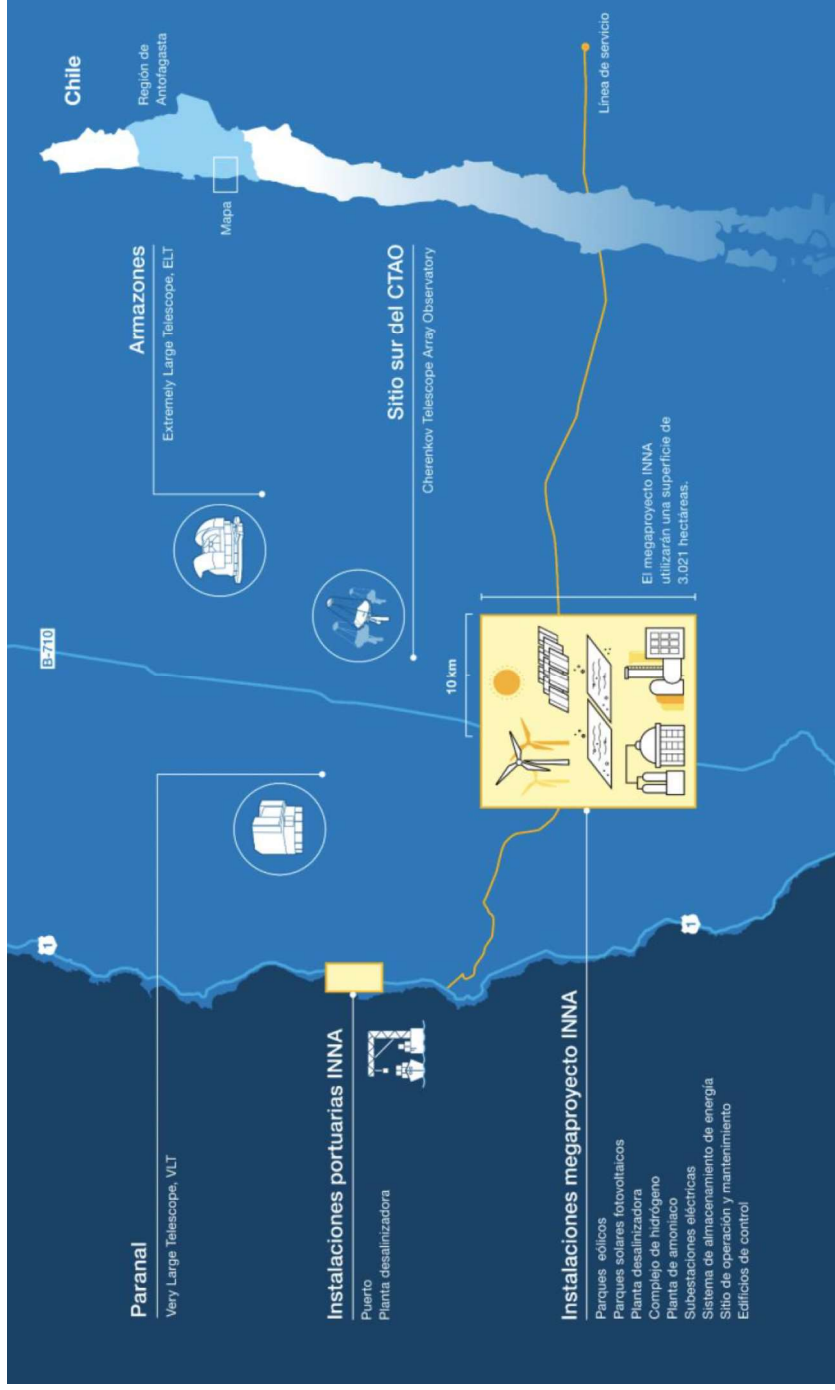 Paranal
Very Large Telescope, VLT
B-710
Armazones
Extremely Large Telescope, ELT
Chile
Región de
Antofagasta
Mapa
1
Instalaciones portuarias INNA
Puerto
Planta desalinizadora
Sitio sur del CTAO
Cherenkov Telescope Array Observatory
10 km
Instalaciones megaproyecto INNA
Parques eólicos
Parques solares fotovoltaicos
Planta desalinizadora
Complejo de hidrógeno
Planta de amoniaco
Subestaciones eléctricas
Sistema de almacenamiento de energía
Sitio de operación y mantenimiento
Edificios de control
1
El megaproyecto INNA
utilizarán una superficie de
3.021 hectáreas.
Línea de servicio